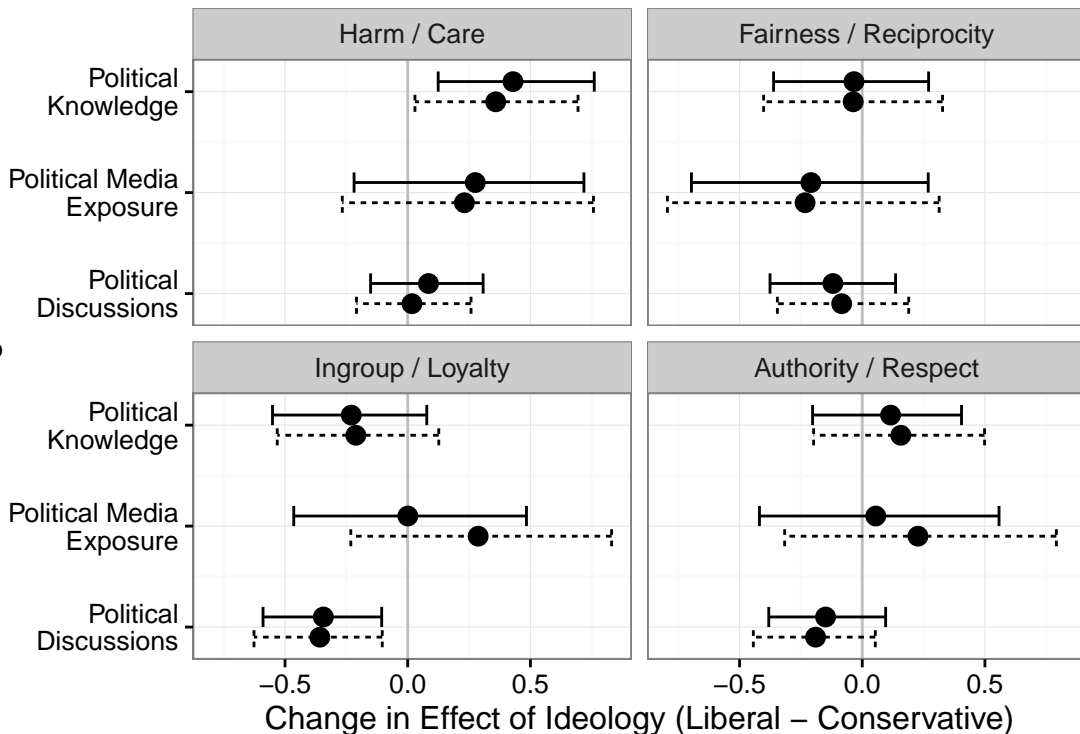 Harm / Care
Fairness / Reciprocity
Political
Knowledge
Political Media
Exposure
Political
Discussions
Ingroup / Loyalty
Authority / Respect
Political
Knowledge
Political Media
Exposure
Political
Discussions
−0.5 0.0 0.5 −0.5 0.0 0.5
Change in Effect of Ideology (Liberal − Conservative)